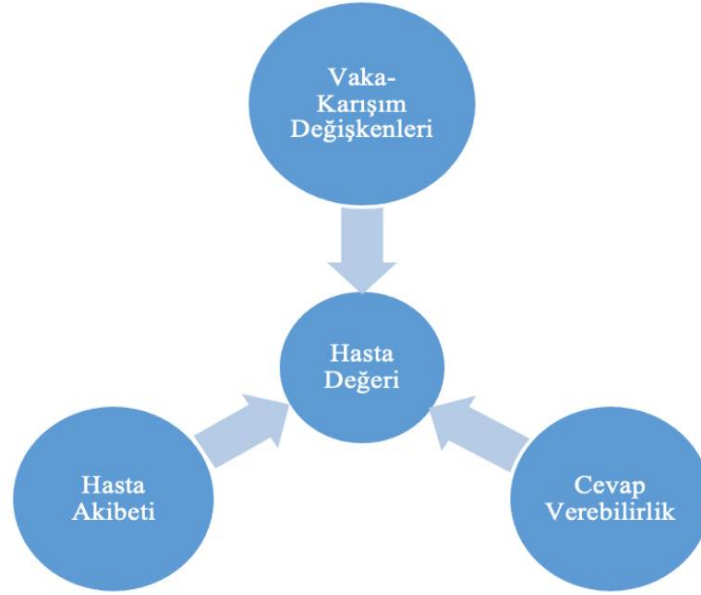 Vaka-
Karışım
Değişkenleri
Hasta
Değeri
Hasta
Akibeti
Cevap
Verebilirlik